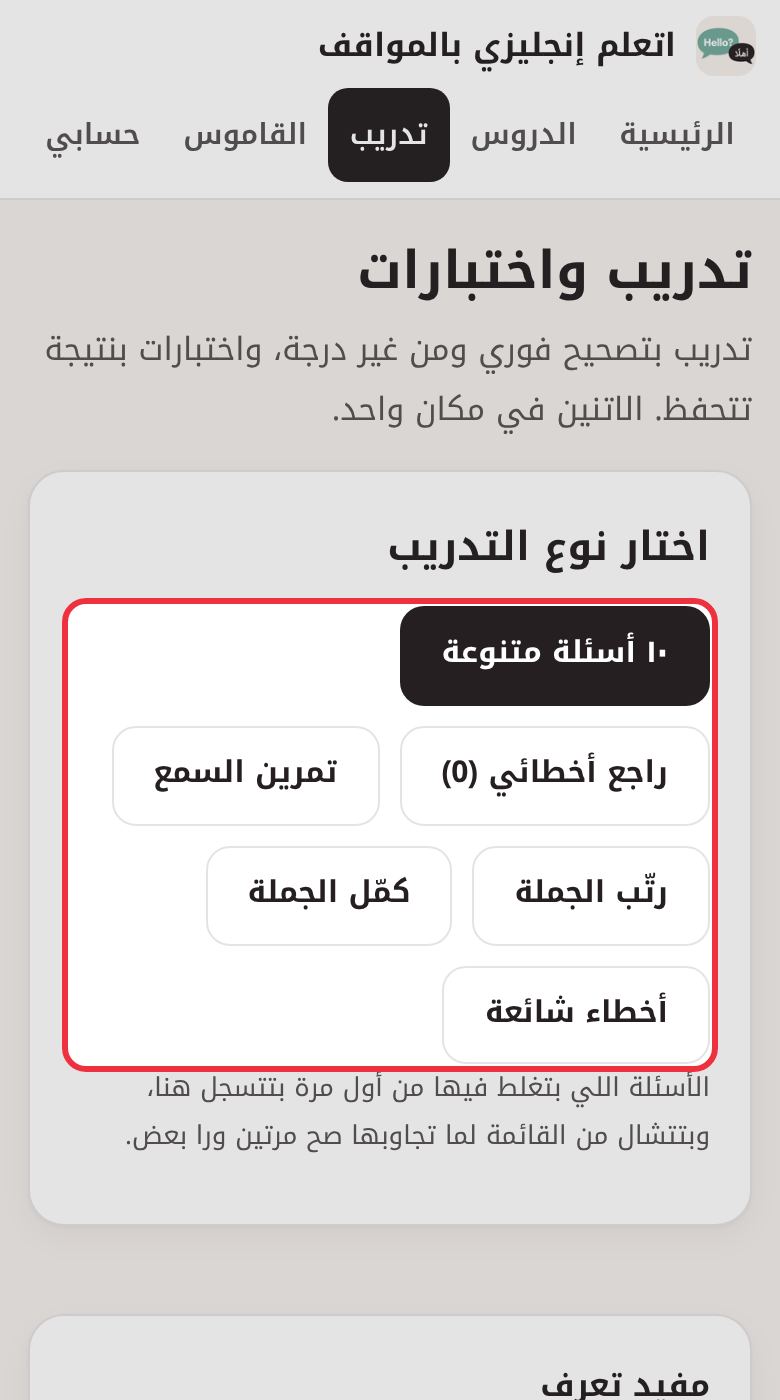 Hello?
أهلًا
اتعلم إنجليزي بالمواقف
الرئيسية
الدروس
تدريب
القاموس
حسابي
تدريب واختبارات
تدريب بتصحيح فوري ومن غير درجة، واختبارات بنتيجة
تتحفظ. الاتنين في مكان واحد.
اختار نوع التدريب
١٠ أسئلة متنوعة
راجع أخطائي (0)
تمرين السمع
رتّب الجملة
كمّل الجملة
أخطاء شائعة
الأسئلة اللي بتغلط فيها من أول مرة بتتسجل هنا،
وبتتشال من القائمة لما تجاوبها صح مرتين ورا بعض.
مفيد تعرف